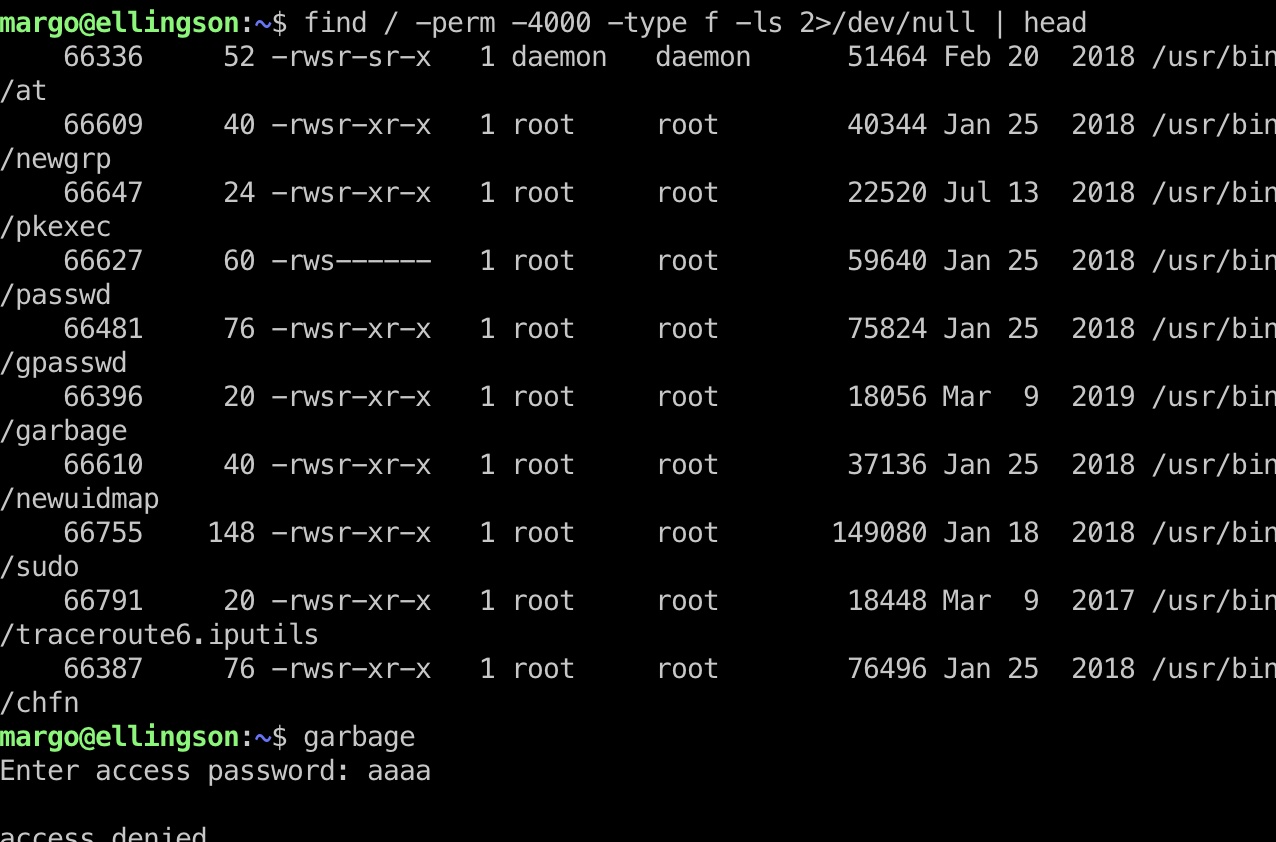 margo@ellingson:~$ find / -perm -4000 -type f -ls 2>/dev/null | head
    66336     52 -rwsr-sr-x   1 daemon   daemon      51464 Feb 20  2018 /usr/bin
/at
    66609     40 -rwsr-xr-x   1 root     root        40344 Jan 25  2018 /usr/bin
/newgrp
    66647     24 -rwsr-xr-x   1 root     root        22520 Jul 13  2018 /usr/bin
/pkexec
    66627     60 -rws------   1 root     root        59640 Jan 25  2018 /usr/bin
/passwd
    66481     76 -rwsr-xr-x   1 root     root        75824 Jan 25  2018 /usr/bin
/gpasswd
    66396     20 -rwsr-xr-x   1 root     root        18056 Mar  9  2019 /usr/bin
/garbage
    66610     40 -rwsr-xr-x   1 root     root        37136 Jan 25  2018 /usr/bin
/newuidmap
    66755    148 -rwsr-xr-x   1 root     root       149080 Jan 18  2018 /usr/bin
/sudo
    66791     20 -rwsr-xr-x   1 root     root        18448 Mar  9  2017 /usr/bin
/traceroute6.iputils
    66387     76 -rwsr-xr-x   1 root     root        76496 Jan 25  2018 /usr/bin
/chfn
margo@ellingson:~$ garbage
Enter access password: aaaa
access denied